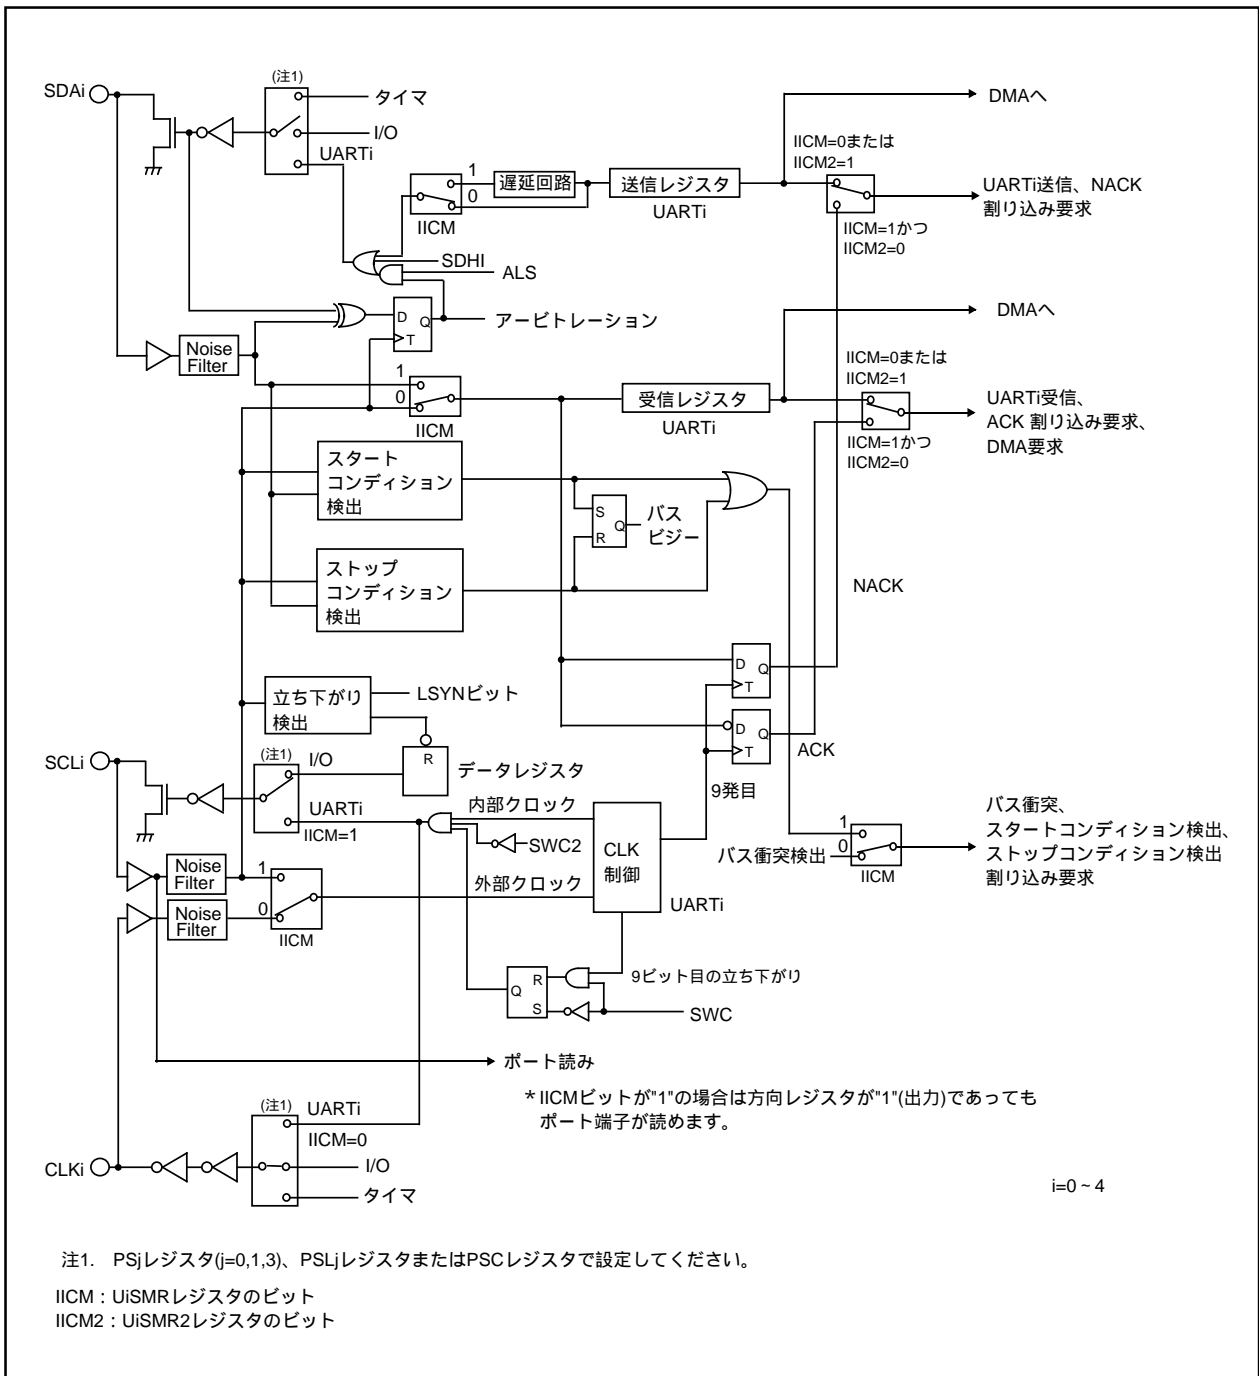 (注1)
SDAi
タイマ
I/O
UARTi
DMAへ
IICM=0または
IICM2=1
1
0
遅延回路
送信レジスタ
UARTi
IICM
UARTi送信、NACK
割り込み要求
IICM=1かつ
IICM2=0
SDHI
ALS
D
Q
T
アービトレーション
DMAへ
Noise
Filter
IICM=0または
IICM2=1
1
0
受信レジスタ
UARTi
IICM
UARTi受信、
ACK 割り込み要求、
DMA要求
IICM=1かつ
IICM2=0
スタート
コンディション
検出
S
R
Q
バス
ビジー
ストップ
コンディション
検出
NACK
D
Q
T
立ち下がり
検出
LSYNビット
D
Q
T
ACK
SCLi
(注1)
I/O
R
データレジスタ
UARTi
IICM=1
内部クロック
9発目
SWC2
CLK
制御
外部クロック
UARTi
バス衝突検出
1
0
IICM
バス衝突、
スタートコンディション検出、
ストップコンディション検出
割り込み要求
Noise
Filter
1
Noise
Filter
0
IICM
Q
R
S
9ビット目の立ち下がり
SWC
ポート読み
*IICMビットが"1"の場合は方向レジスタが"1"(出力)であっても
ポート端子が読めます。
(注1)
UARTi
IICM=0
CLKi
I/O
タイマ
i=0~4
注1. PSjレジスタ(j=0,1,3)、PSLjレジスタまたはPSCレジスタで設定してください。
IICM：UiSMRレジスタのビット
IICM2：UiSMR2レジスタのビット